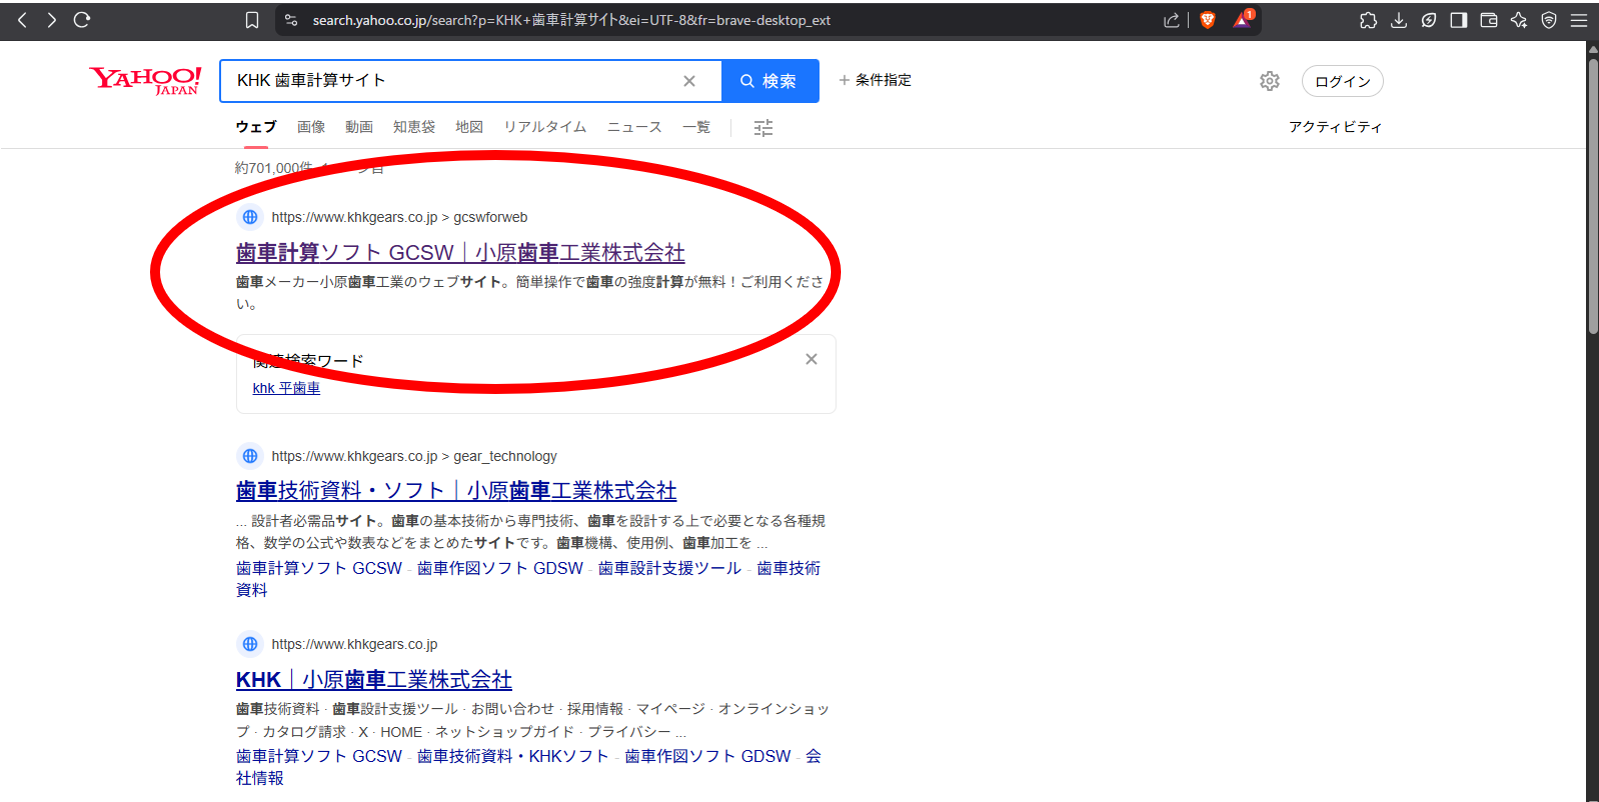 search.yahoo.co.jp/search?p=KHK+歯車計算サイト&ei=UTF-8&fr=brave-desktop_ext
1
YAHOO!
JAPAN
KHK 歯車計算サイト
検索
条件指定
ログイン
ウェブ 画像 動画 知恵袋 地図 リアルタイム ニュース 一覧
アクティビティ
約701,000件
目
https://www.khkgears.co.jp > gcswforweb
歯車計算ソフト GCSW｜小原歯車工業株式会社
歯車メーカー小原歯車工業のウェブサイト。簡単操作で歯車の強度計算が無料！ご利用くださ
い。
関連検索ワード
khk 平歯車
https://www.khkgears.co.jp > gear_technology
歯車技術資料・ソフト｜小原歯車工業株式会社
... 設計者必需品サイト。歯車の基本技術から専門技術、歯車を設計する上で必要となる各種規
格、数学の公式や数表などをまとめたサイトです。歯車機構、使用例、歯車加工を ...
歯車計算ソフト GCSW - 歯車作図ソフト GDSW - 歯車設計支援ツール - 歯車技術
資料
https://www.khkgears.co.jp
KHK｜小原歯車工業株式会社
歯車技術資料 · 歯車設計支援ツール · お問い合わせ · 採用情報 · マイページ · オンラインショッ
プ · カタログ請求 · X · HOME · ネットショップガイド · プライバシー ...
歯車計算ソフト GCSW - 歯車技術資料・KHKソフト - 歯車作図ソフト GDSW - 会
社情報